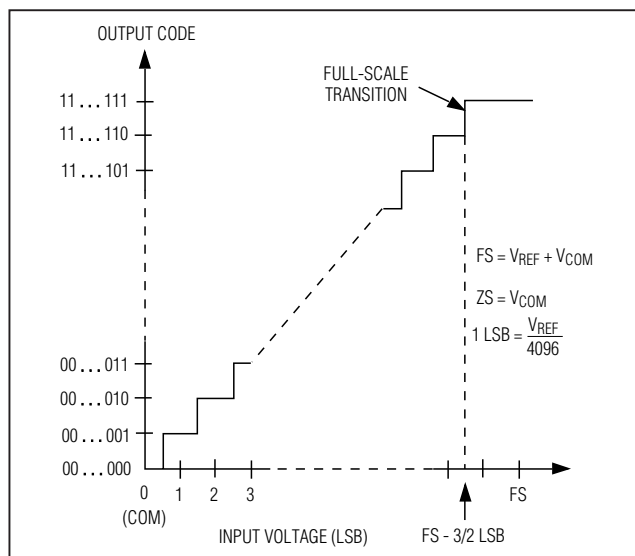 OUTPUT CODE
FULL-SCALE
TRANSITION
11...111
11...110
11...101
FS = VREF + VCOM
ZS = VCOM
1 LSB = VREF
4096
00...011
00...010
00...001
00...000
0 1 2 3 FS
(COM)
INPUT VOLTAGE (LSB)
FS - 3/2 LSB